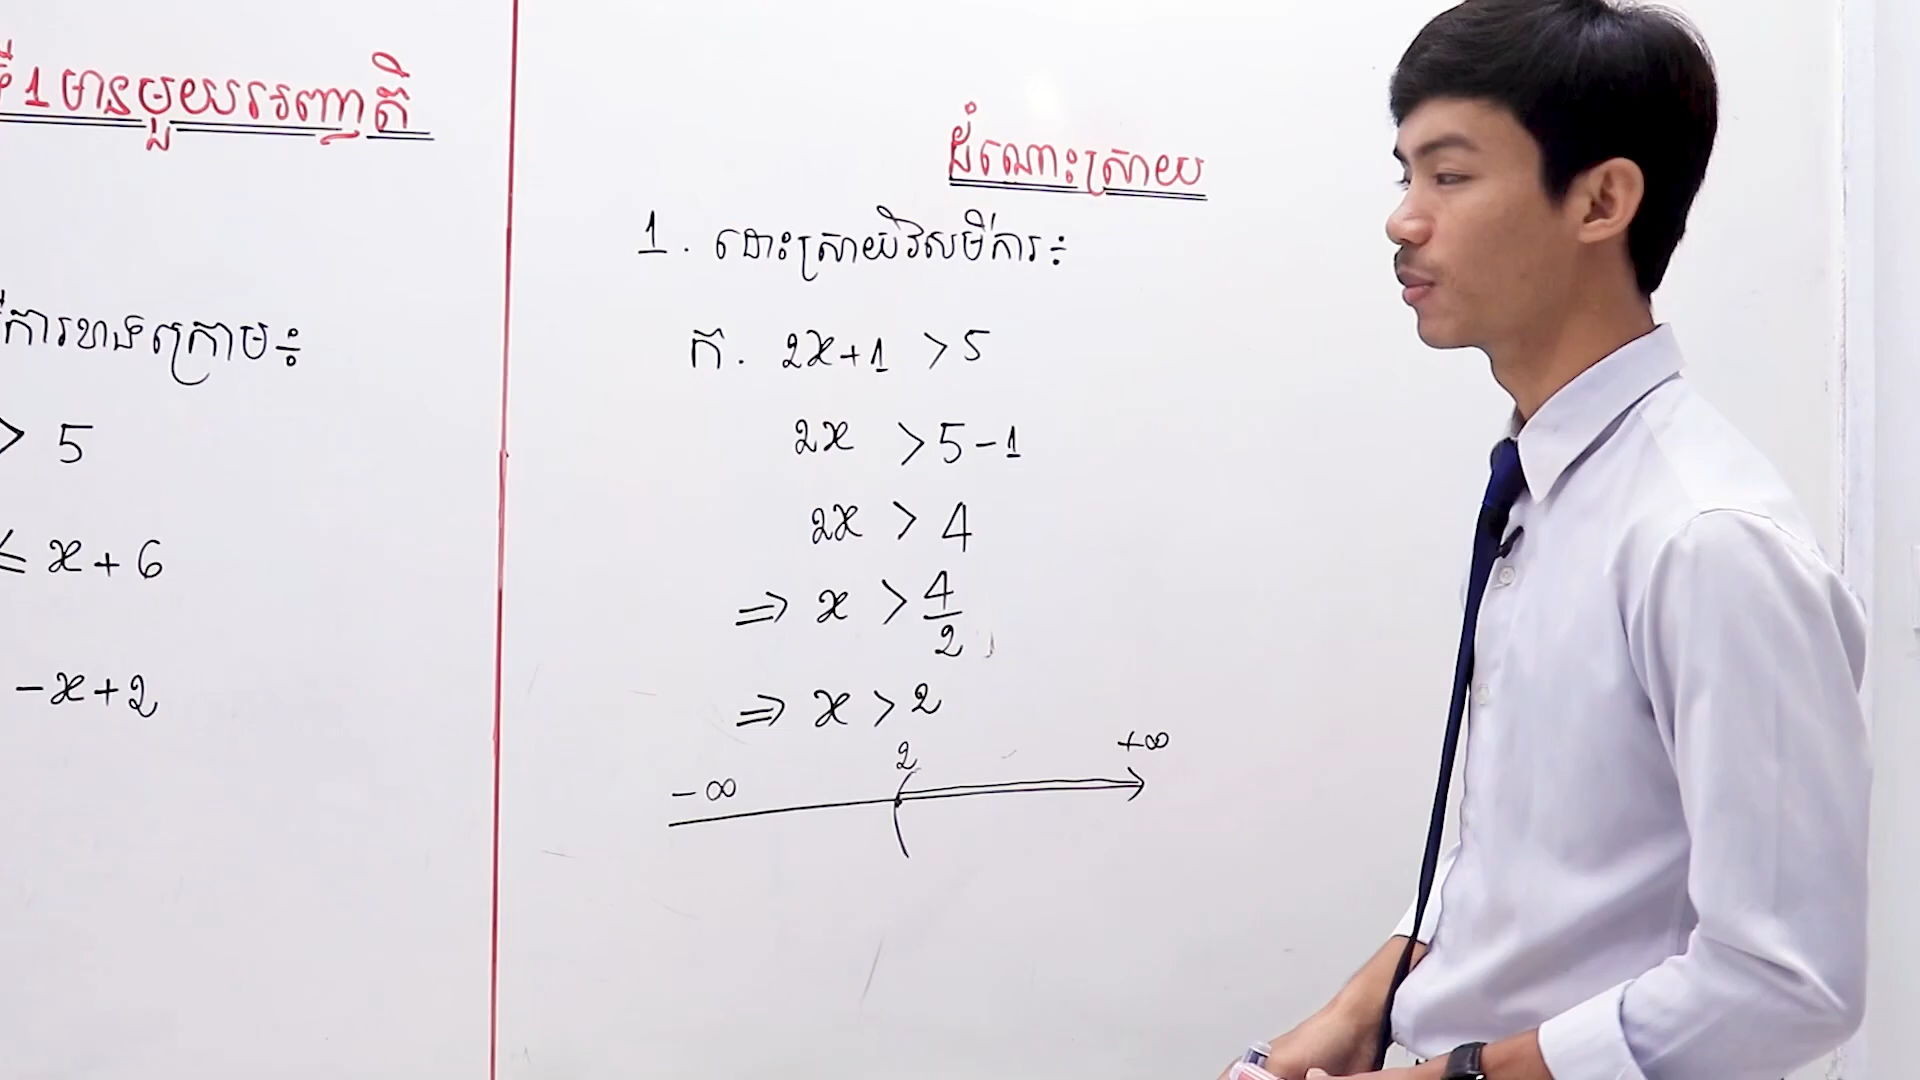 ទី 1 មានមួយអញ្ញាតិ
ការខាងក្រោម ÷
> 5
≤ x + 6
- x + 2
ដំណោះស្រាយ
1 . ដោះស្រាយវិសមីការ ÷
ក . 2x + 1 > 5
2x > 5 - 1
2x > 4
⇒ x > 4/2
⇒ x > 2
- ∞ 2 + ∞